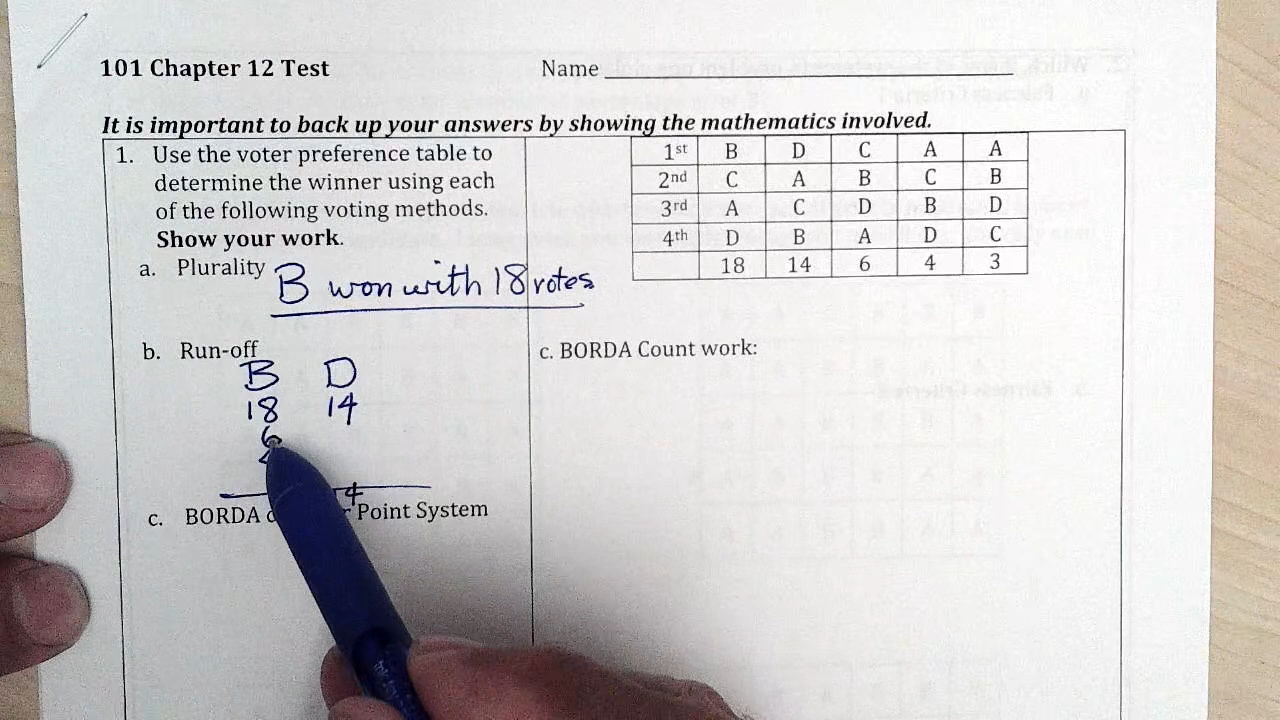 101 Chapter 12 Test Name
It is important to back up your answers by showing the mathematics involved.
1. Use the voter preference table to
determine the winner using each
of the following voting methods.
Show your work.
a. Plurality
B won with 18 votes
1st B D C A A
2nd C A B C B
3rd A C D B D
4th D B A D C
18 14 6 4 3
b. Run-off
B D
18 14
6
4
c. BORDA Point System
c. BORDA Count work: